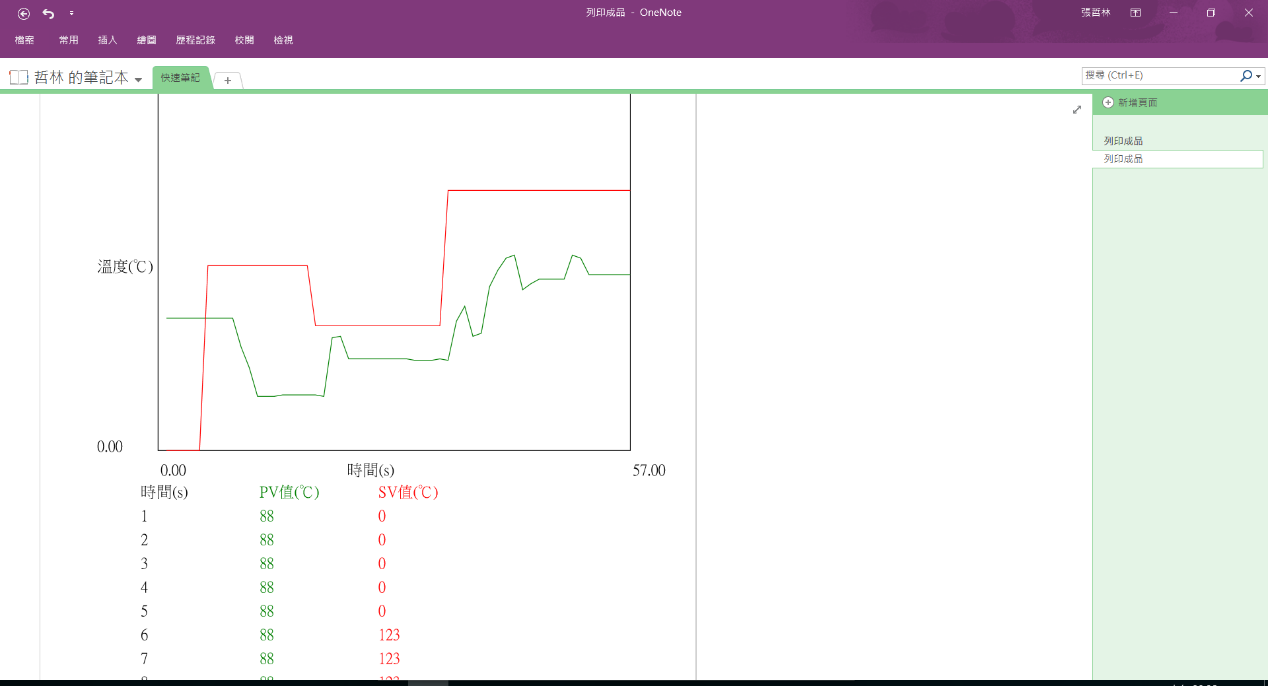 列印成品 - OneNote
張哲林
檔案 常用 插入 繪圖 歷程記錄 校閱 檢視
哲林 的筆記本
快速筆記
+
搜尋 (Ctrl+E)
新增頁面
列印成品
列印成品
溫度(℃)
0.00
0.00 時間(s) 57.00
時間(s) PV值(℃) SV值(℃)
1 88 0
2 88 0
3 88 0
4 88 0
5 88 0
6 88 123
7 88 123